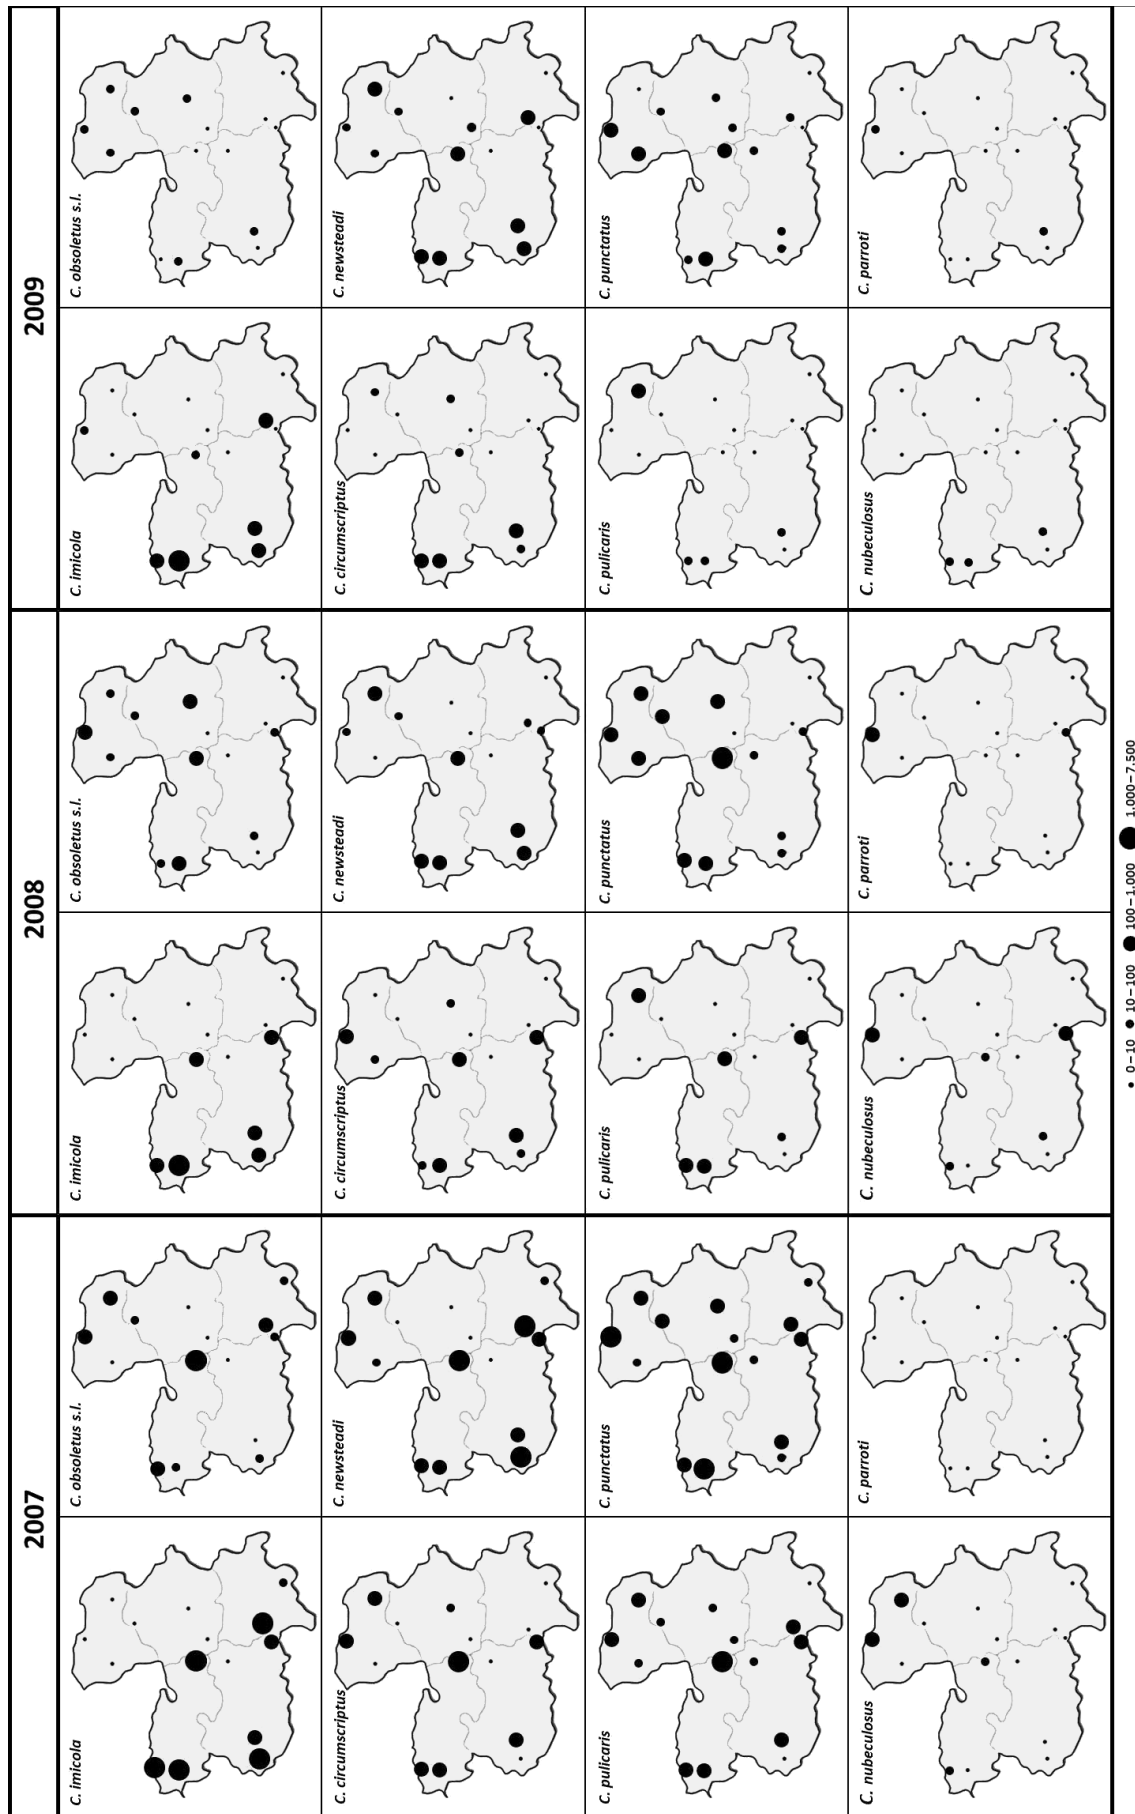 2007 2008 2009
C. imicola C. obsoletus s.l. C. imicola C. obsoletus s.l. C. imicola C. obsoletus s.l.
C. circumscriptus C. newsteadi C. circumscriptus C. newsteadi C. circumscriptus C. newsteadi
C. pulicaris C. punctatus C. pulicaris C. punctatus C. pulicaris C. punctatus
C. nubeculosus C. parroti C. nubeculosus C. parroti C. nubeculosus C. parroti
0–10 10–100 100–1.000 1.000–7.500